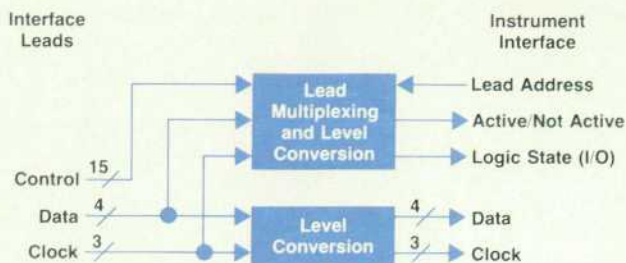 Interface
Leads
Instrument
Interface
Lead
Multiplexing
and Level
Conversion
Lead Address
Active/Not Active
Logic State (I/O)
Control 15
Data 4
Clock 3
Level
Conversion
4 Data
3 Clock